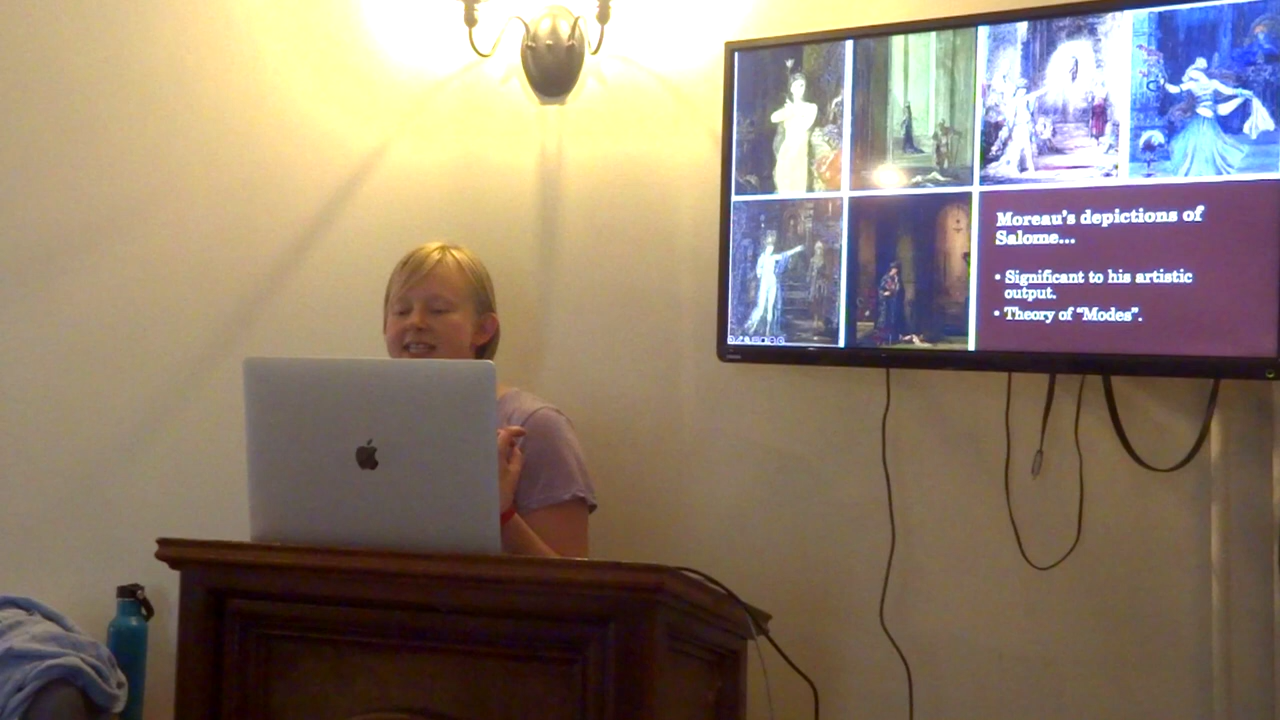 Moreau's depictions of
Salome...
• Significant to his artistic
output.
• Theory of "Modes".